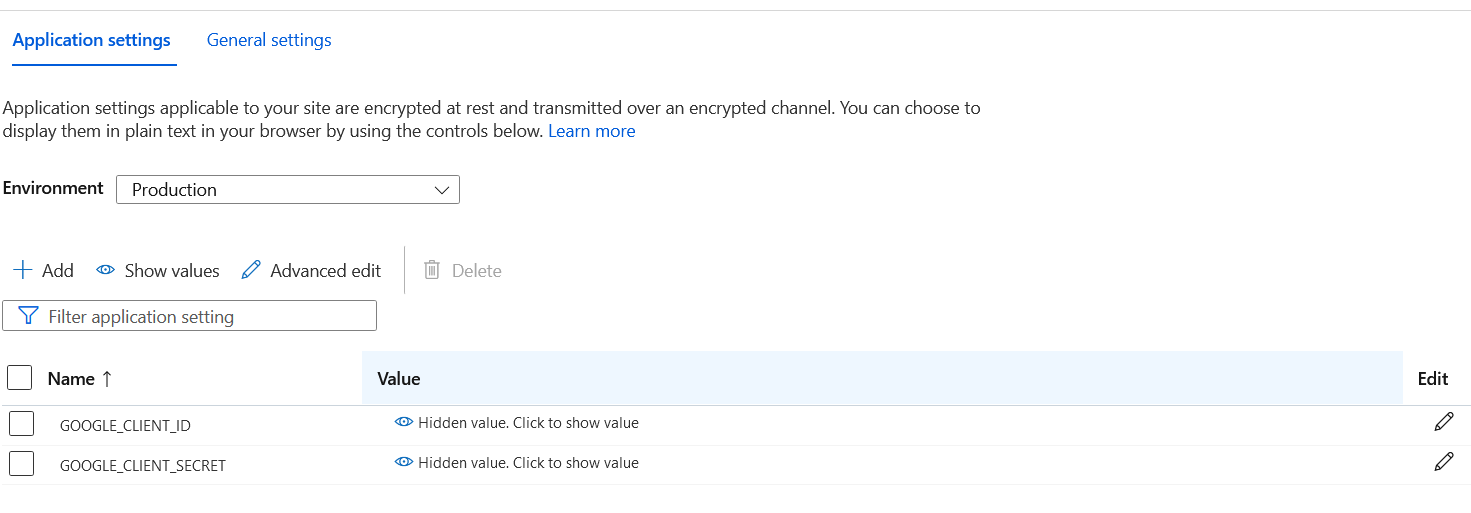 Application settings General settings
Application settings applicable to your site are encrypted at rest and transmitted over an encrypted channel. You can choose to
display them in plain text in your browser by using the controls below. Learn more
Environment Production
Add Show values Advanced edit Delete
Filter application setting
Name ↑ Value Edit
GOOGLE_CLIENT_ID Hidden value. Click to show value
GOOGLE_CLIENT_SECRET Hidden value. Click to show value